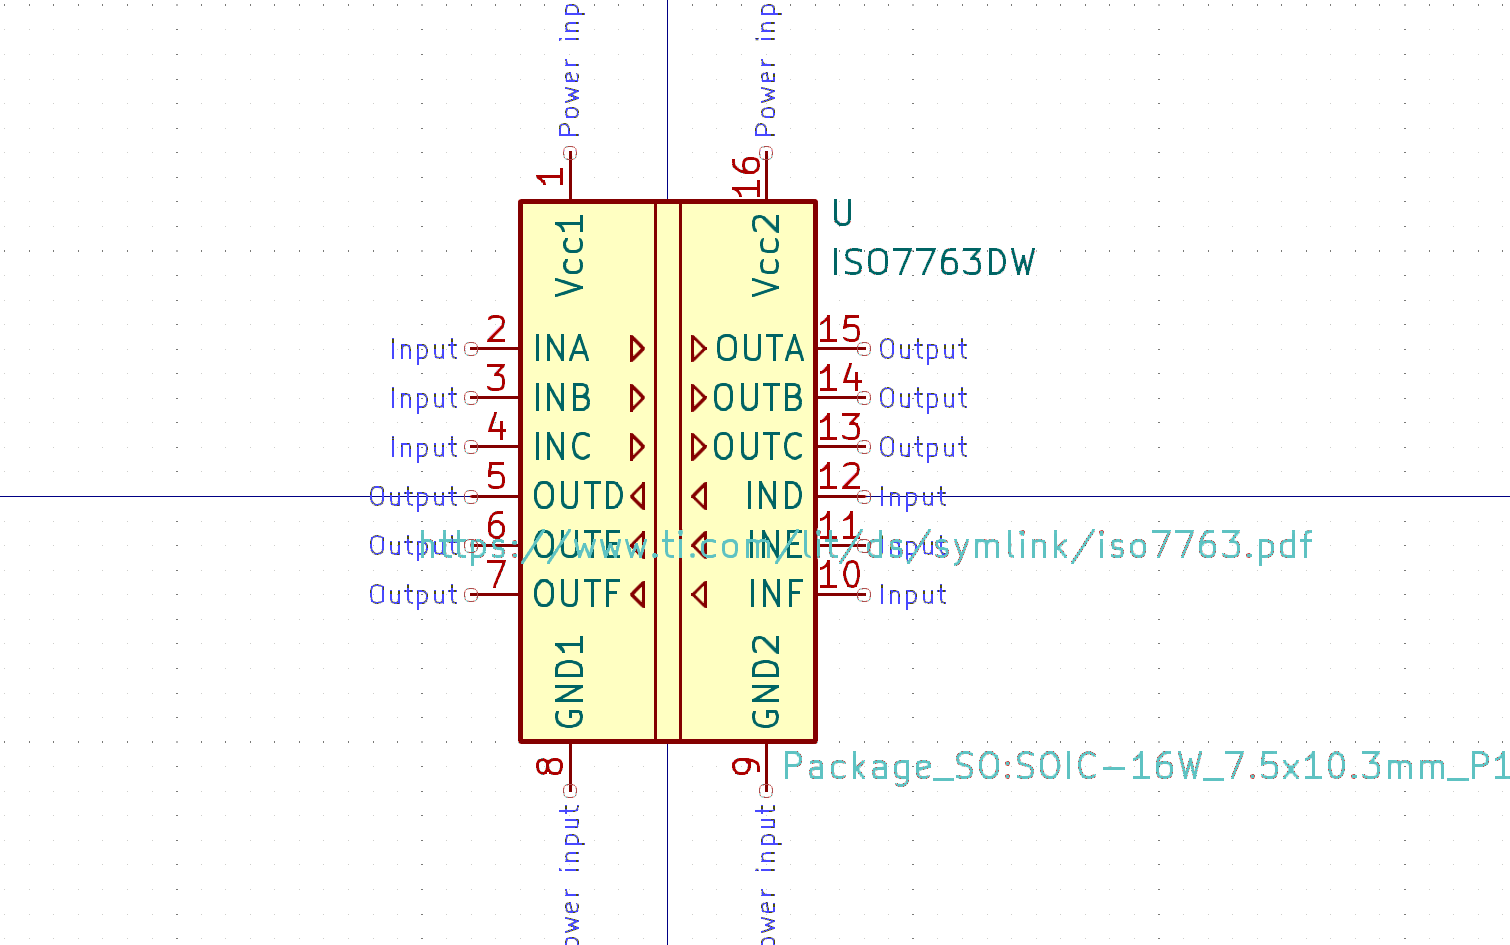 Power inp
Power inp
1
16
Vcc1
Vcc2
U
ISO7763DW
Input 2 INA OUTA 15 Output
Input 3 INB OUTB 14 Output
Input 4 INC OUTC 13 Output
Output 5 OUTD IND 12 Input
Output 6 OUTE INE 11 Input
https://www.ti.com/lit/ds/symlink/iso7763.pdf
Output 7 OUTF INF 10 Input
GND1
GND2
8
9
Package_SO:SOIC-16W_7.5x10.3mm_P1
ower input
ower input